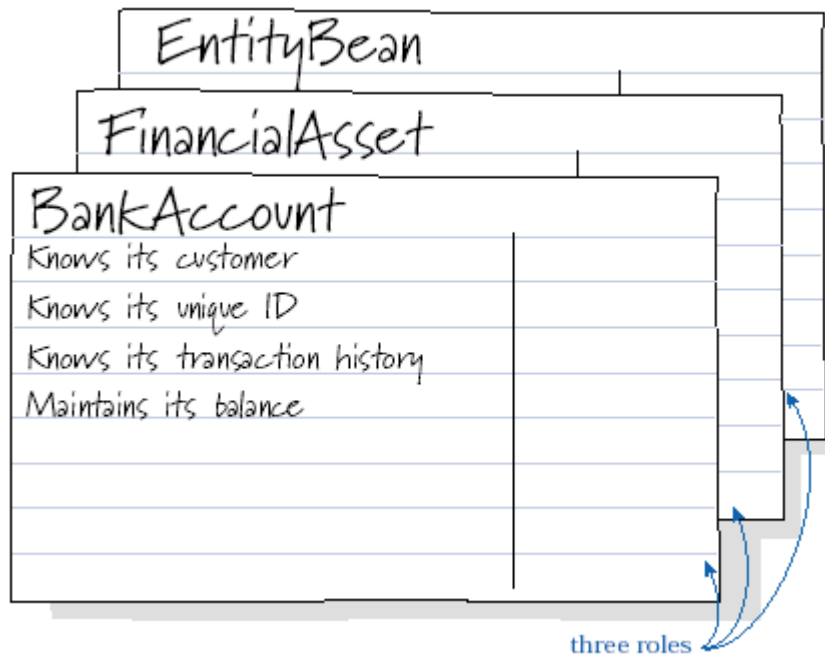 EntityBean
FinancialAsset
BankAccount
Knows its customer
Knows its unique ID
Knows its transaction history
Maintains its balance
three roles